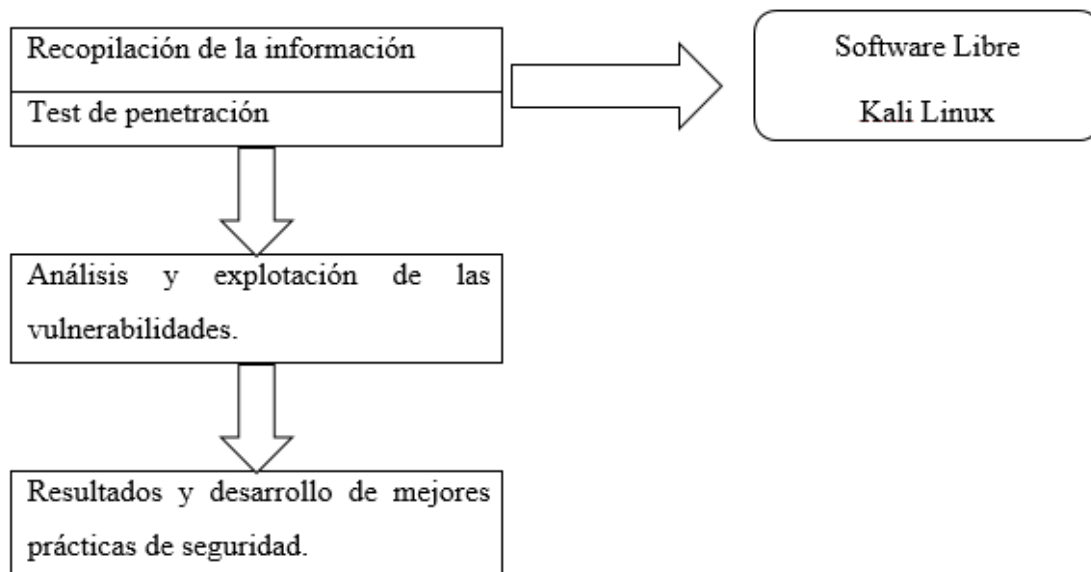 Recopilación de la información
Test de penetración
Software Libre
Kali Linux
Análisis y explotación de las
vulnerabilidades.
Resultados y desarrollo de mejores
prácticas de seguridad.